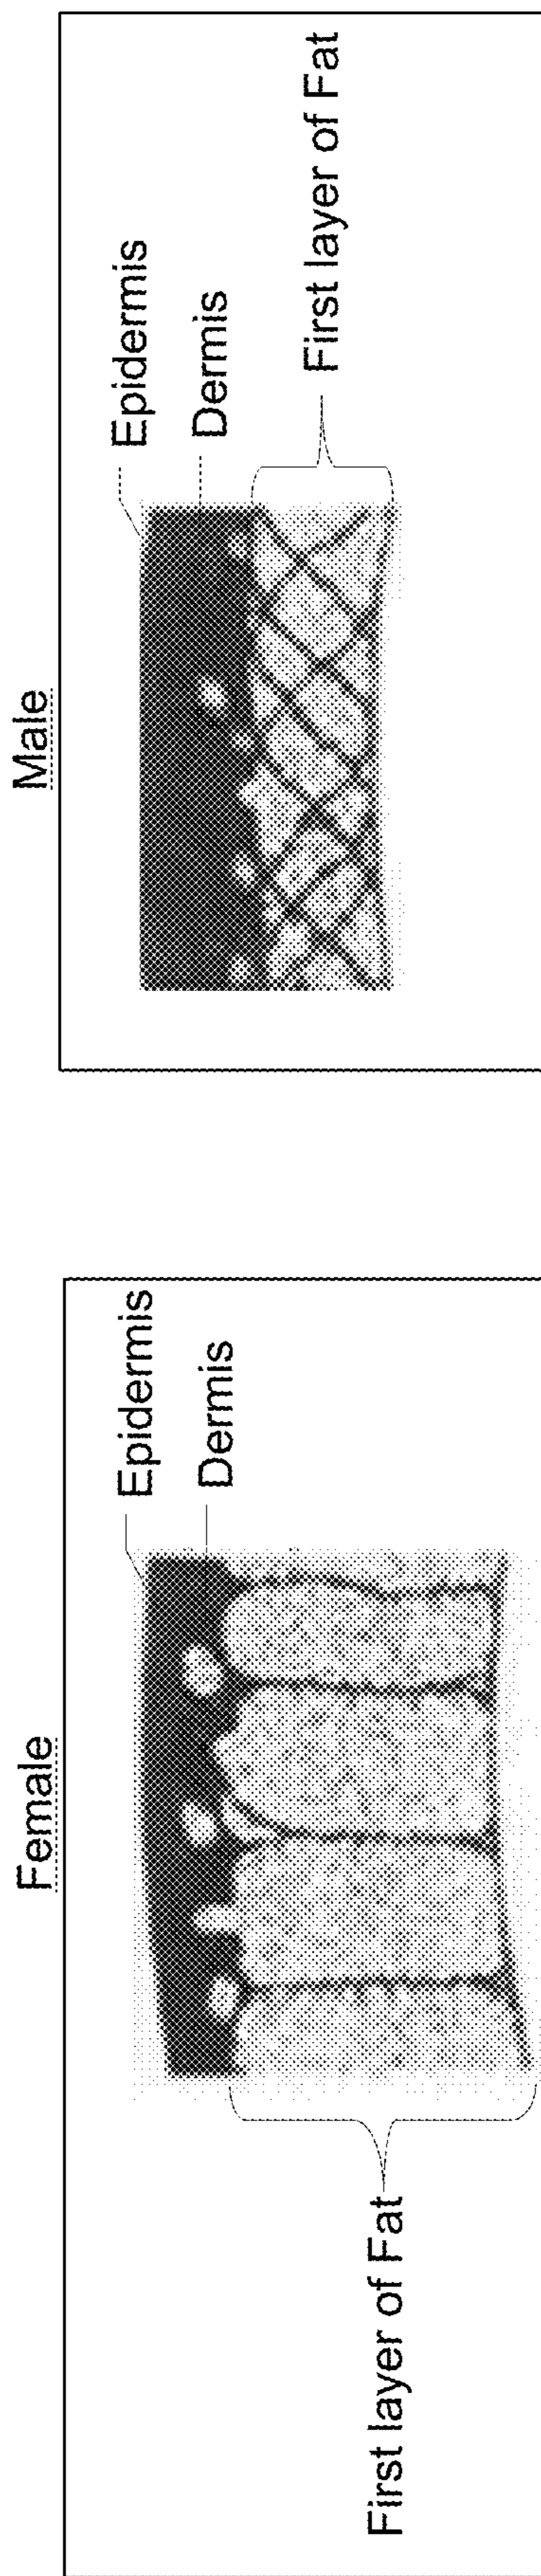 Female
Epidermis
Dermis
First layer of Fat
Male
Epidermis
Dermis
First layer of Fat